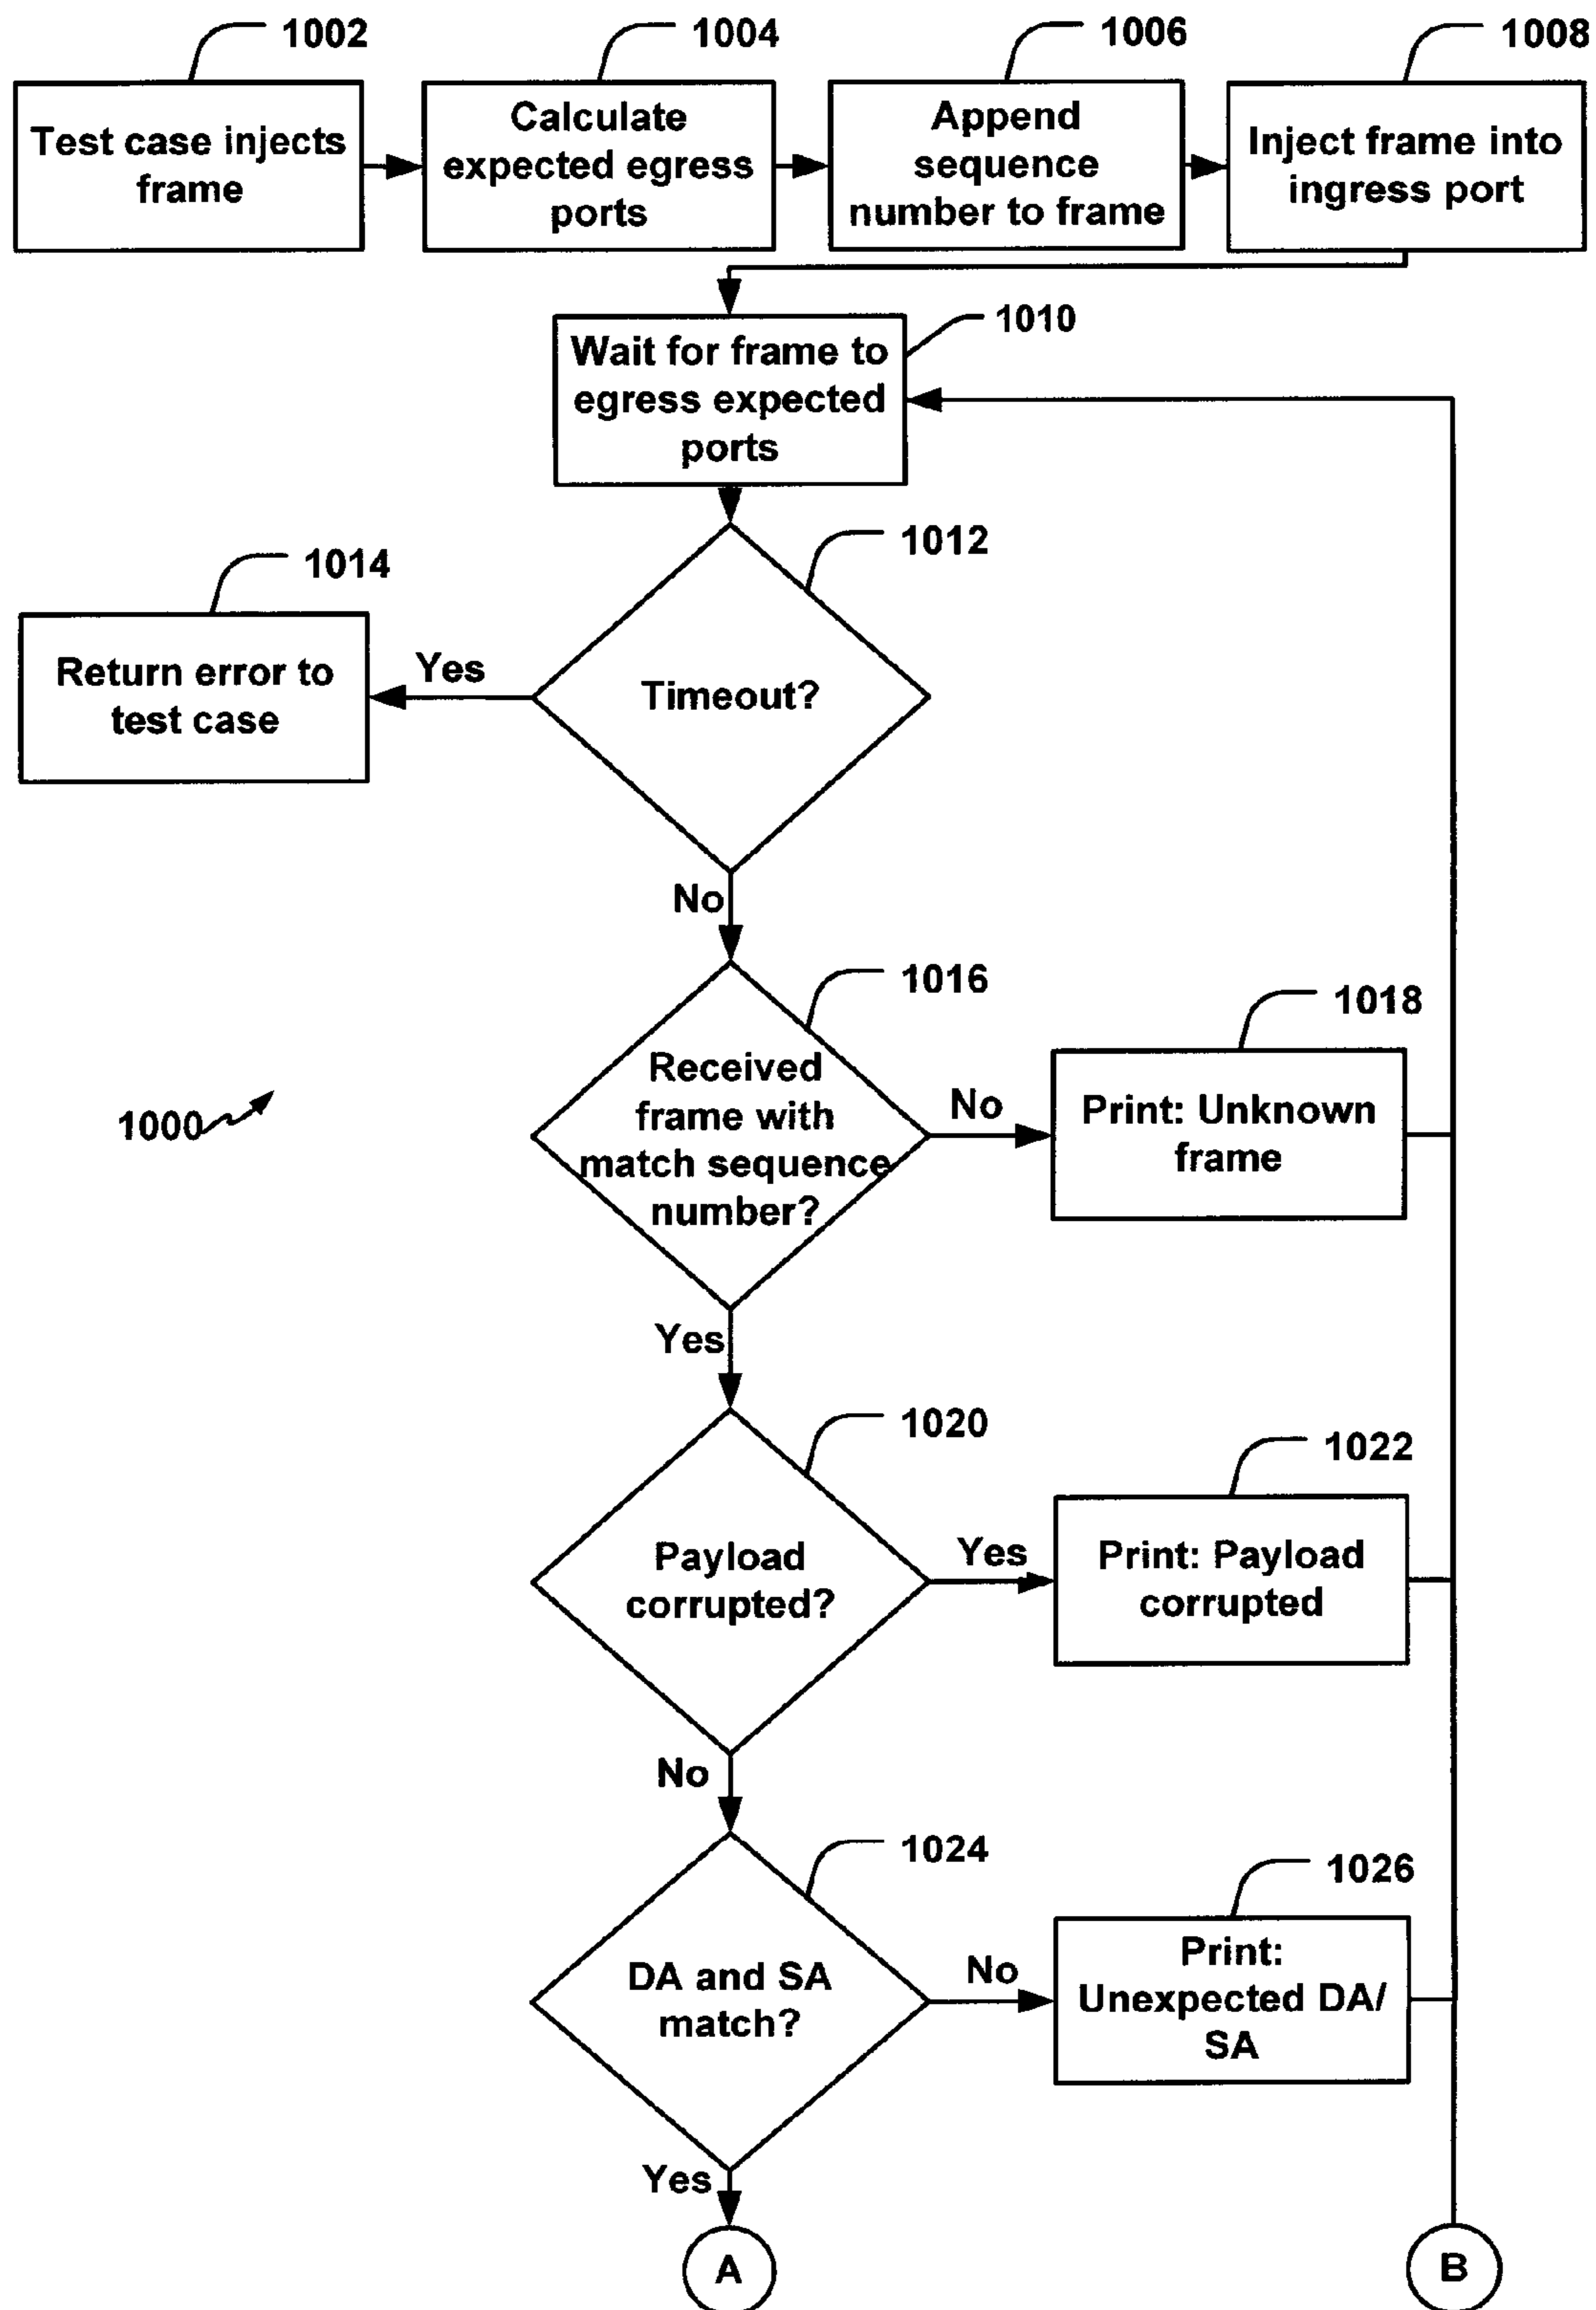 1002
1004
1006
1008
Test case injects
frame
Calculate
expected egress
ports
Append
sequence
number to frame
Inject frame into
ingress port
1010
Wait for frame to
egress expected
ports
1012
1014
Return error to
test case
Yes
Timeout?
No
1016
1018
Received
frame with
match sequence
number?
No
Print: Unknown
frame
1000
Yes
1020
1022
Payload
corrupted?
Yes
Print: Payload
corrupted
No
1024
1026
DA and SA
match?
No
Print:
Unexpected DA/
SA
Yes
A
B